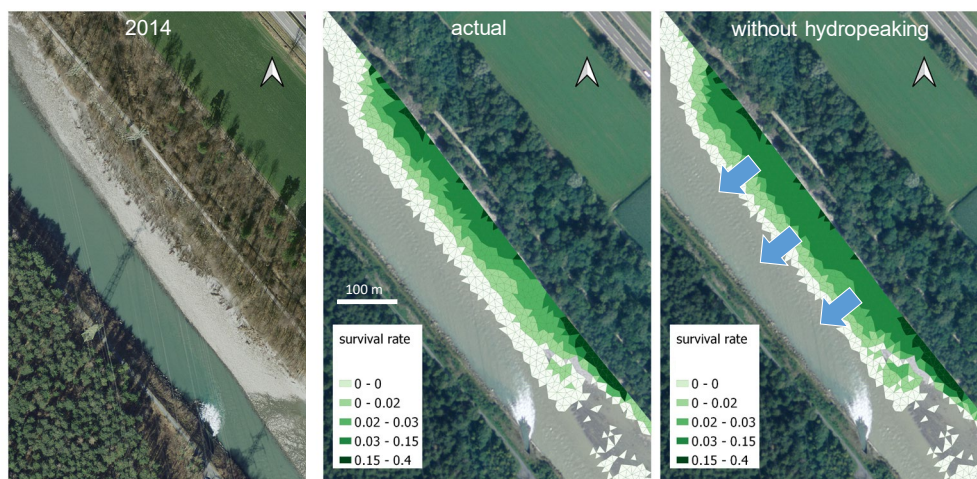 2014
actual
without hydropeaking
100 m
survival rate
0 - 0
0 - 0.02
0.02 - 0.03
0.03 - 0.15
0.15 - 0.4
survival rate
0 - 0
0 - 0.02
0.02 - 0.03
0.03 - 0.15
0.15 - 0.4